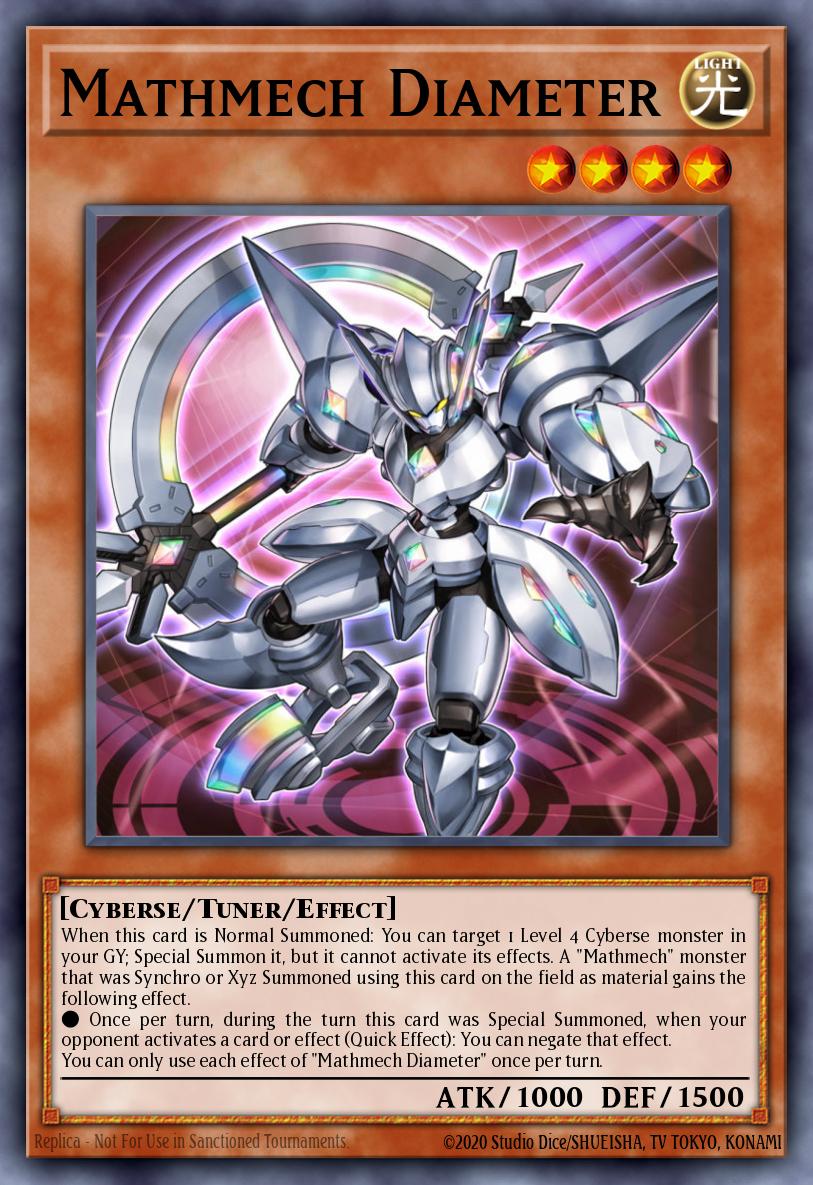 Mathmech Diameter
LIGHT
光
[Cyberse/Tuner/Effect]
When this card is Normal Summoned: You can target 1 Level 4 Cyberse monster in
your GY; Special Summon it, but it cannot activate its effects. A "Mathmech" monster
that was Synchro or Xyz Summoned using this card on the field as material gains the
following effect.
● Once per turn, during the turn this card was Special Summoned, when your
opponent activates a card or effect (Quick Effect): You can negate that effect.
You can only use each effect of "Mathmech Diameter" once per turn.
ATK/1000 DEF/1500
Replica - Not For Use in Sanctioned Tournaments.
©2020 Studio Dice/SHUEISHA, TV TOKYO, KONAMI